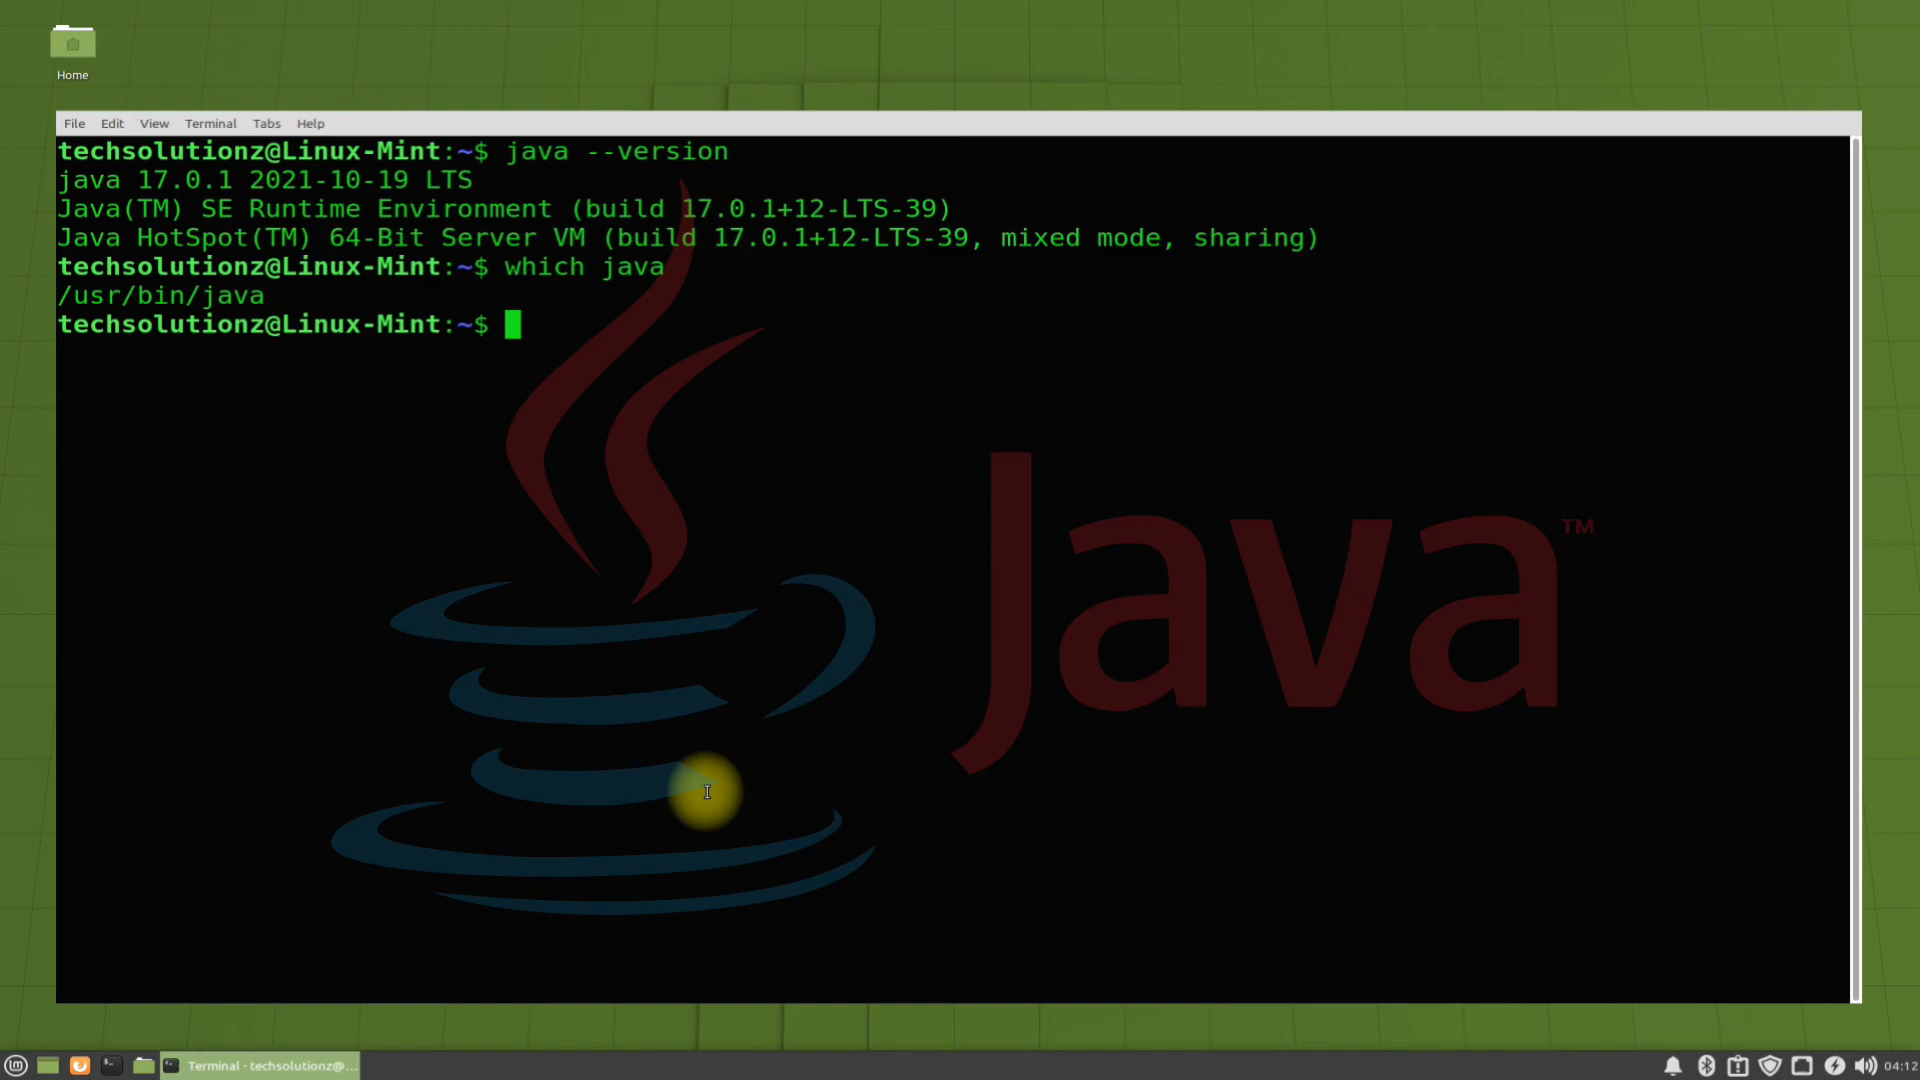 Home
File Edit View Terminal Tabs Help
techsolutionz@Linux-Mint:~$ java --version
java 17.0.1 2021-10-19 LTS
Java(TM) SE Runtime Environment (build 17.0.1+12-LTS-39)
Java HotSpot(TM) 64-Bit Server VM (build 17.0.1+12-LTS-39, mixed mode, sharing)
techsolutionz@Linux-Mint:~$ which java
/usr/bin/java
techsolutionz@Linux-Mint:~$
Java™
Terminal - techsolutionz@...
04:12